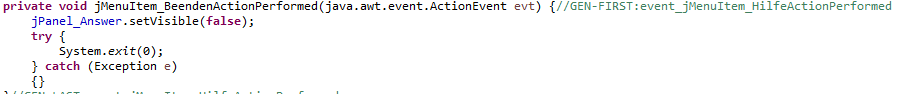 private void jMenuItem_BeendenActionPerformed(java.awt.event.ActionEvent evt) {//GEN-FIRST:event_jMenuItem_HilfeActionPerformed
jPanel_Answer.setVisible(false);
try {
System.exit(0);
} catch (Exception e)
{}